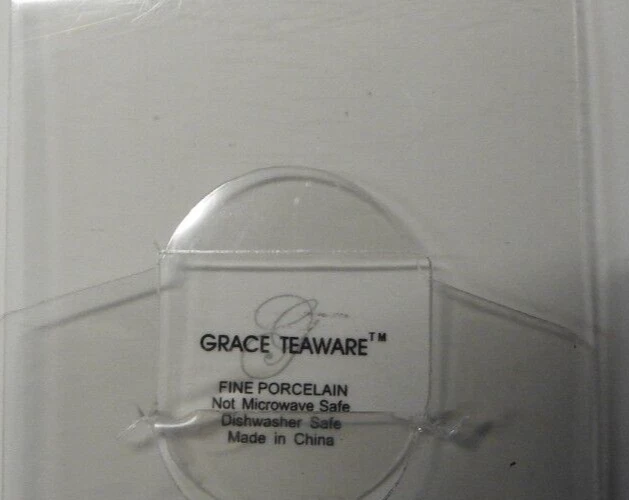 G
GRACE TEAWARE™
FINE PORCELAIN
Not Microwave Safe
Dishwasher Safe
Made in China